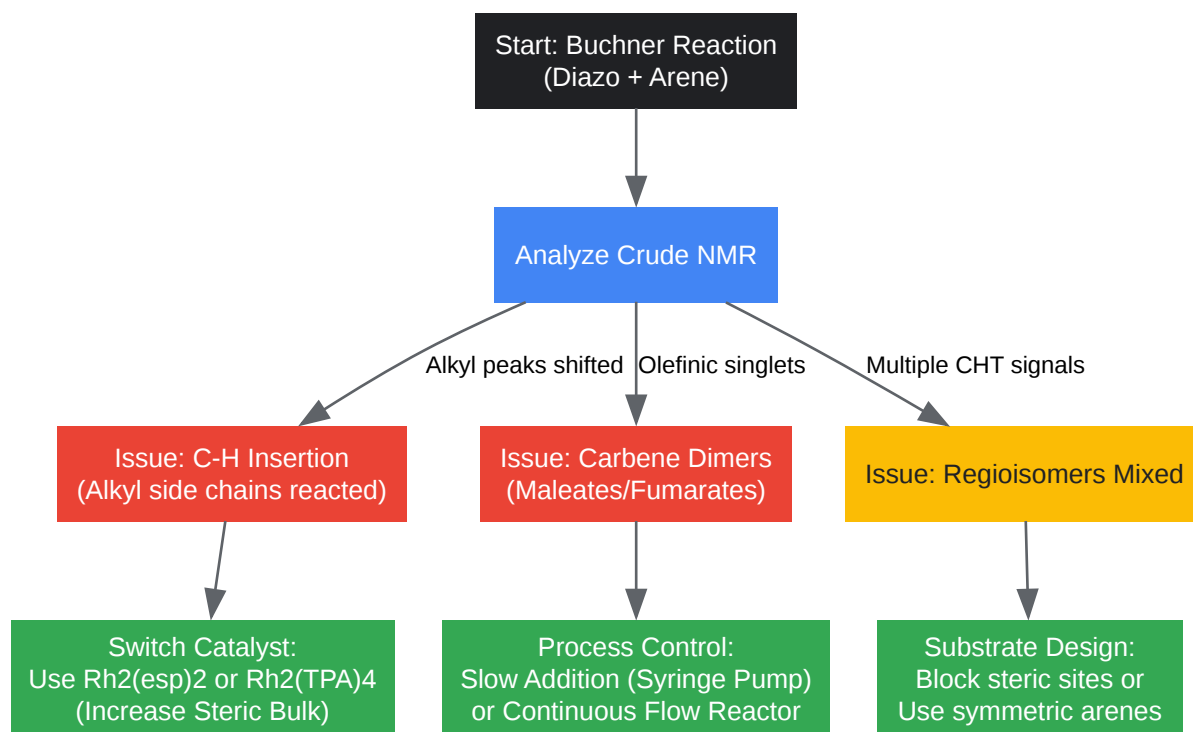 Start: Buchner Reaction
(Diazo + Arene)
Analyze Crude NMR
Alkyl peaks shifted
Olefinic singlets
Multiple CHT signals
Issue: C-H Insertion
(Alkyl side chains reacted)
Issue: Carbene Dimers
(Maleates/Fumarates)
Issue: Regioisomers Mixed
Switch Catalyst:
Use Rh2(esp)2 or Rh2(TPA)4
(Increase Steric Bulk)
Process Control:
Slow Addition (Syringe Pump)
or Continuous Flow Reactor
Substrate Design:
Block steric sites or
Use symmetric arenes